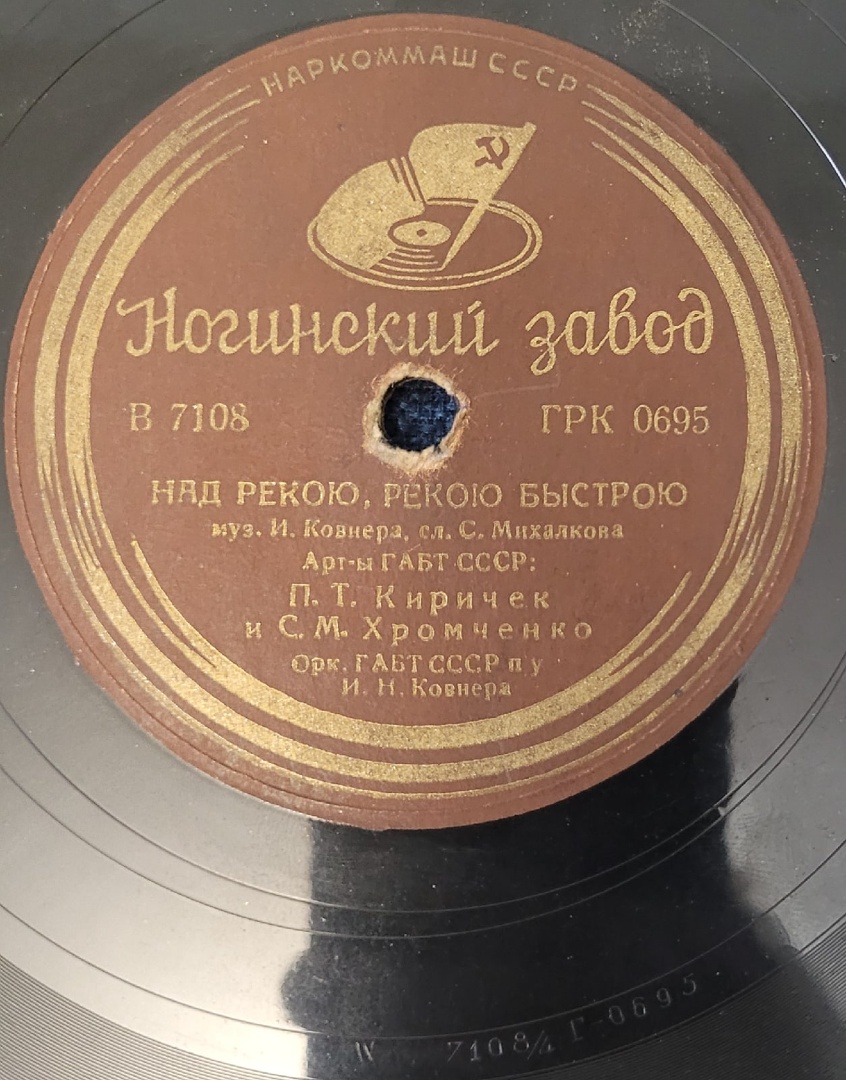 НАРКОММАШ СССР
Ногинский завод
В 7108 ГРК 0695
НАД РЕКОЮ, РЕКОЮ БЫСТРОЮ
муз. И. Ковнера, сл. С. Михалкова
Арт-ы ГАБТ СССР:
П. Т. Киричек
и С. М. Хромченко
Орк. ГАБТ СССР п/у
И. Н. Ковнера
7108/4 Г-0695